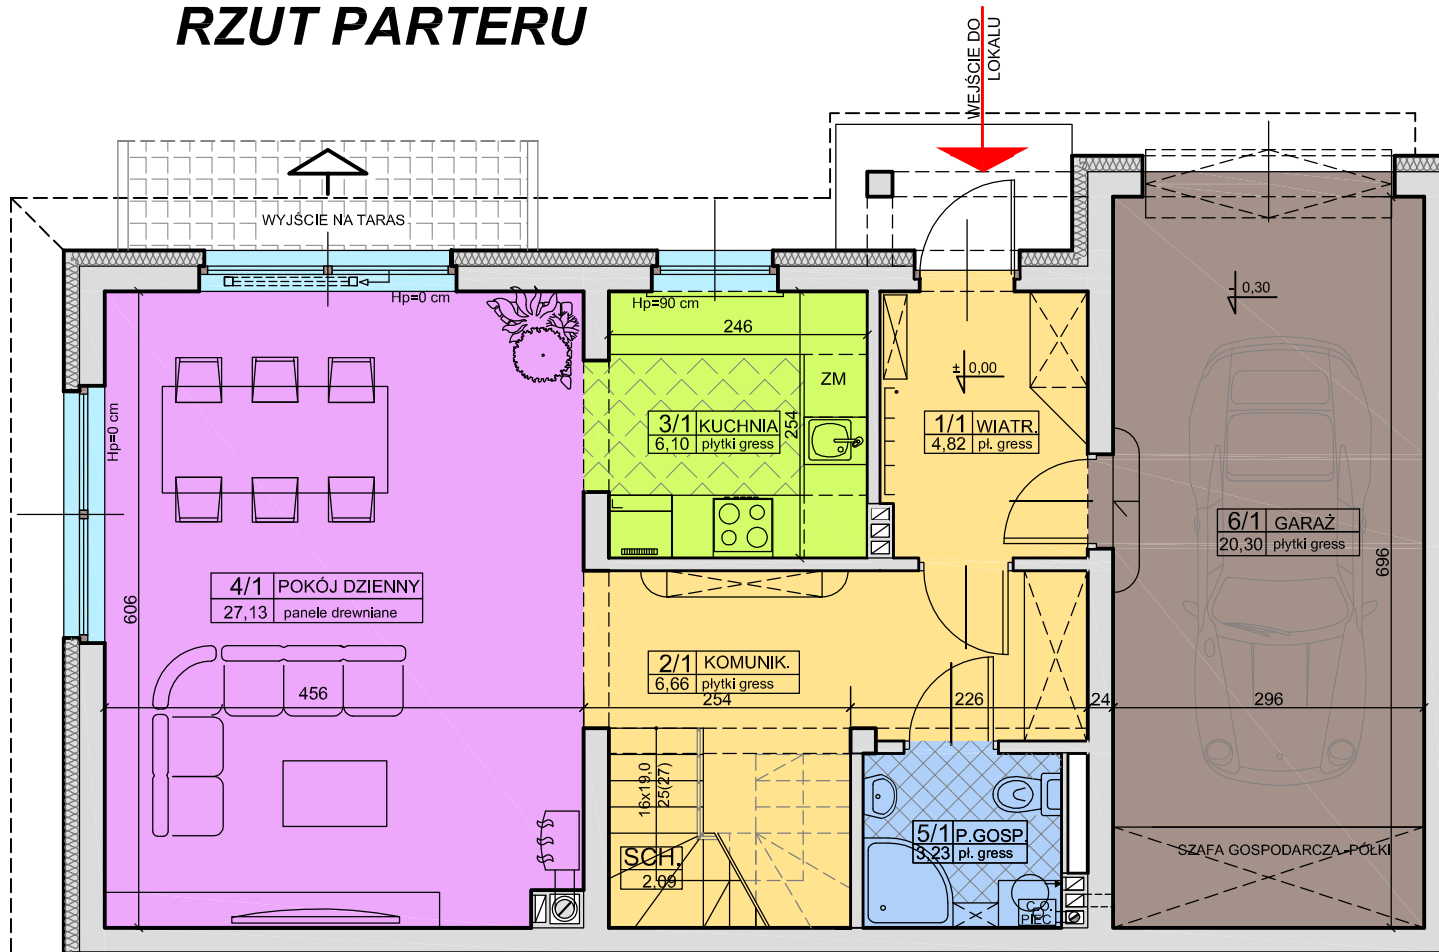 RZUT PARTERU
WEJŚCIE DO
LOKALU
WYJŚCIE NA TARAS
Hp=0 cm
Hp=90 cm
246
ZM
± 0,00
- 0,30
Hp=0 cm
3/1 KUCHNIA
6,10 płytki gress
254
1/1 WIATR.
4,82 pł. gress
6/1 GARAŻ
20,30 płytki gress
696
4/1 POKÓJ DZIENNY
27,13 panele drewniane
606
2/1 KOMUNIK.
6,66 płytki gress
456
254
226
24
296
16x19,0
25(27)
SCH.
2,09
5/1 P.GOSP.
3,23 pł. gress
SZAFA GOSPODARCZA-PÓŁKI
C.O.
PIEC